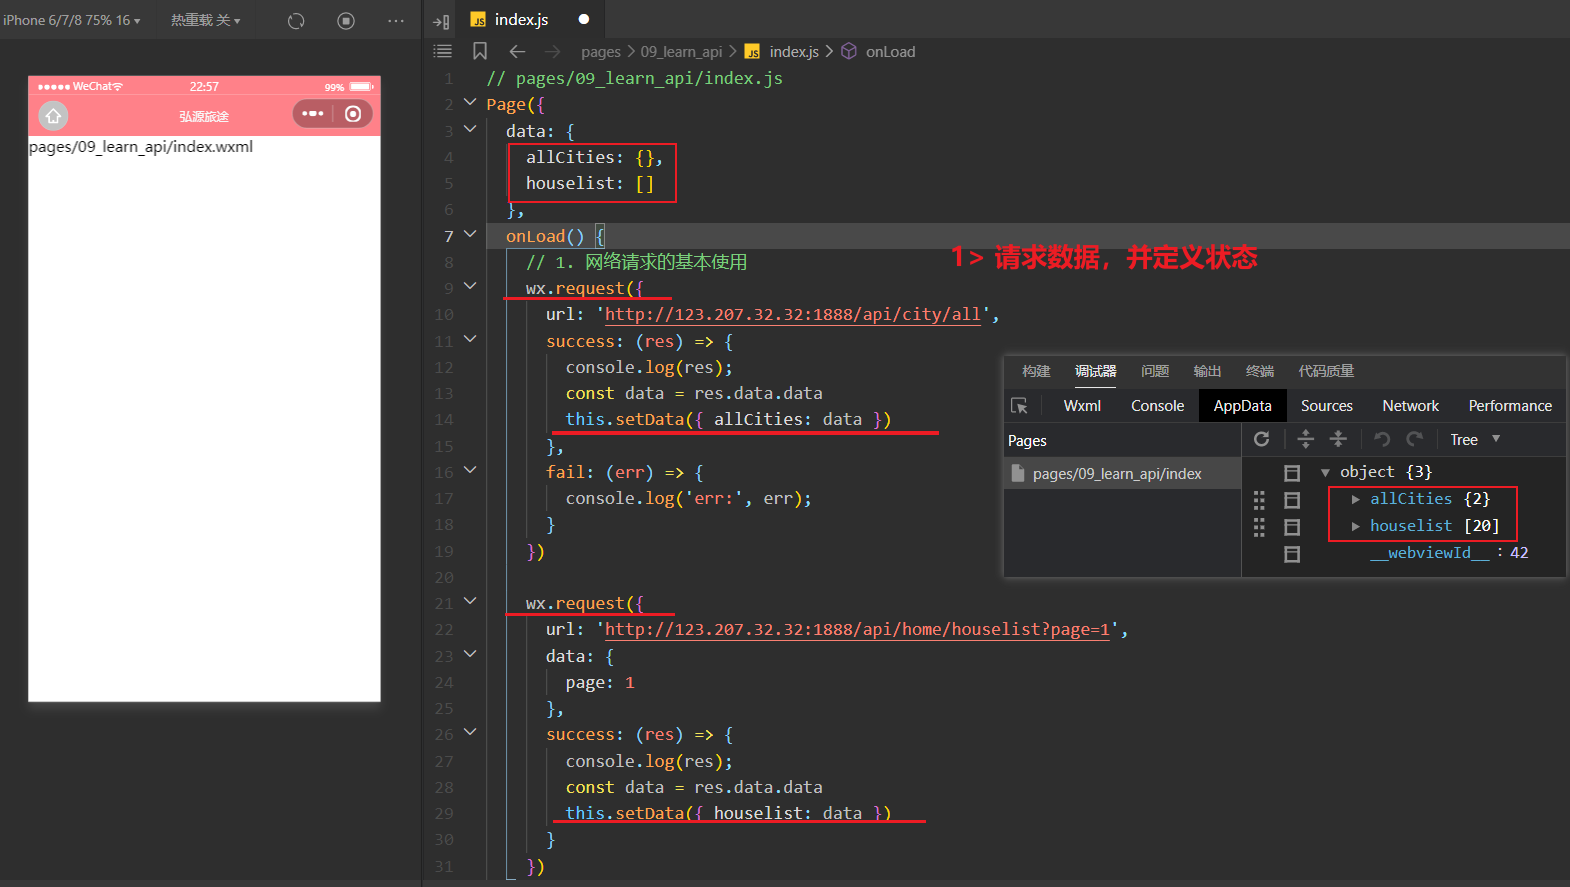 iPhone 6/7/8 75% 16
热重载 关
WeChat
22:57
99%
弘源旅途
pages/09_learn_api/index.wxml
JS index.js
pages > 09_learn_api > JS index.js > onLoad
1 // pages/09_learn_api/index.js
2 Page({
3 data: {
4 allCities: {},
5 houselist: []
6 },
7 onLoad() {
8 // 1. 网络请求的基本使用
9 wx.request({
10 url: 'http://123.207.32.32:1888/api/city/all',
11 success: (res) => {
12 console.log(res);
13 const data = res.data.data
14 this.setData({ allCities: data })
15 },
16 fail: (err) => {
17 console.log('err:', err);
18 }
19 })
20
21 wx.request({
22 url: 'http://123.207.32.32:1888/api/home/houselist?page=1',
23 data: {
24 page: 1
25 },
26 success: (res) => {
27 console.log(res);
28 const data = res.data.data
29 this.setData({ houselist: data })
30 }
31 })
1> 请求数据，并定义状态
构建 调试器 问题 输出 终端 代码质量
Wxml Console AppData Sources Network Performance
Pages
Tree
pages/09_learn_api/index
object {3}
allCities {2}
houselist [20]
__webviewId__ : 42